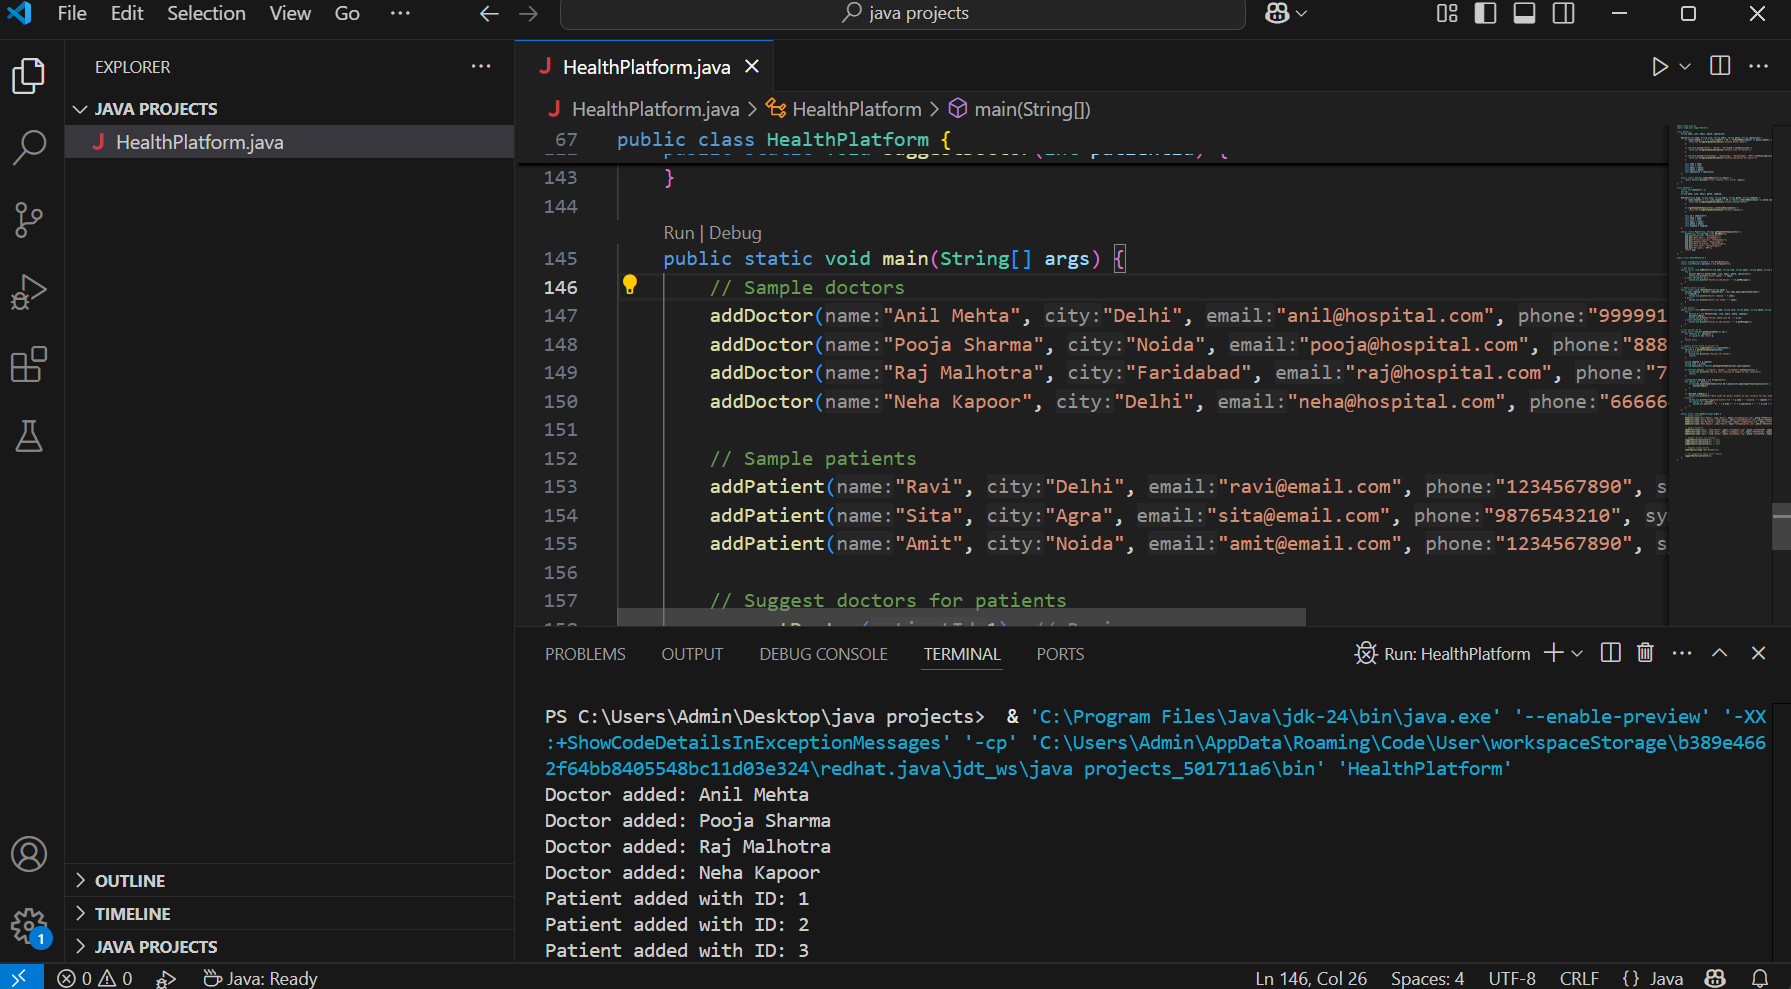 File Edit Selection View Go ··· java projects
EXPLORER ···
JAVA PROJECTS
J HealthPlatform.java
OUTLINE
TIMELINE
JAVA PROJECTS
1
J HealthPlatform.java
J HealthPlatform.java > HealthPlatform > main(String[])
67 public class HealthPlatform {
143 }
144
Run | Debug
145 public static void main(String[] args) {
146 // Sample doctors
147 addDoctor(name:"Anil Mehta", city:"Delhi", email:"anil@hospital.com", phone:"999991
148 addDoctor(name:"Pooja Sharma", city:"Noida", email:"pooja@hospital.com", phone:"888
149 addDoctor(name:"Raj Malhotra", city:"Faridabad", email:"raj@hospital.com", phone:"7
150 addDoctor(name:"Neha Kapoor", city:"Delhi", email:"neha@hospital.com", phone:"66666
151
152 // Sample patients
153 addPatient(name:"Ravi", city:"Delhi", email:"ravi@email.com", phone:"1234567890", s
154 addPatient(name:"Sita", city:"Agra", email:"sita@email.com", phone:"9876543210", sy
155 addPatient(name:"Amit", city:"Noida", email:"amit@email.com", phone:"1234567890", s
156
157 // Suggest doctors for patients
PROBLEMS OUTPUT DEBUG CONSOLE TERMINAL PORTS Run: HealthPlatform
PS C:\Users\Admin\Desktop\java projects> & 'C:\Program Files\Java\jdk-24\bin\java.exe' '--enable-preview' '-XX
:+ShowCodeDetailsInExceptionMessages' '-cp' 'C:\Users\Admin\AppData\Roaming\Code\User\workspaceStorage\b389e466
2f64bb8405548bc11d03e324\redhat.java\jdt_ws\java projects_501711a6\bin' 'HealthPlatform'
Doctor added: Anil Mehta
Doctor added: Pooja Sharma
Doctor added: Raj Malhotra
Doctor added: Neha Kapoor
Patient added with ID: 1
Patient added with ID: 2
Patient added with ID: 3
0 0 Java: Ready Ln 146, Col 26 Spaces: 4 UTF-8 CRLF {} Java